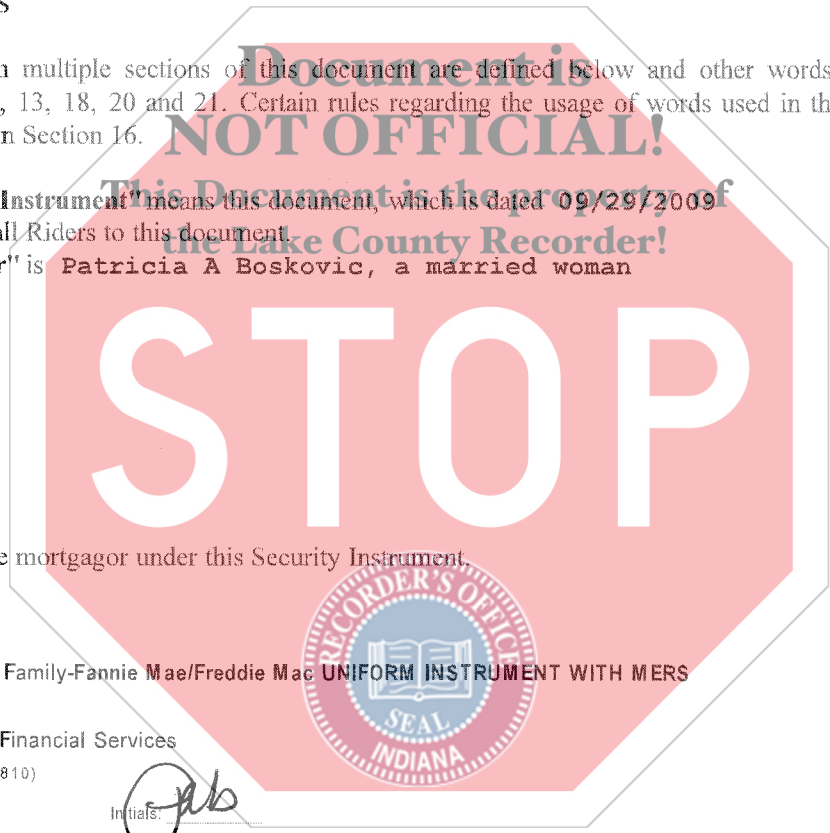 S
n multiple sections of this document are defined below and other words
, 13, 18, 20 and 21. Certain rules regarding the usage of words used in th
n Section 16.
Document is
NOT OFFICIAL!
This Document is the property of
the Lake County Recorder!
Instrument" means this document, which is dated 09/29/2009
all Riders to this document.
r" is Patricia A Boskovic, a married woman
STOP
e mortgagor under this Security Instrument.
RECORDER'S OFFICE
SEAL
INDIANA
Family-Fannie Mae/Freddie Mac UNIFORM INSTRUMENT WITH MERS
Financial Services
810)
Initials: pab